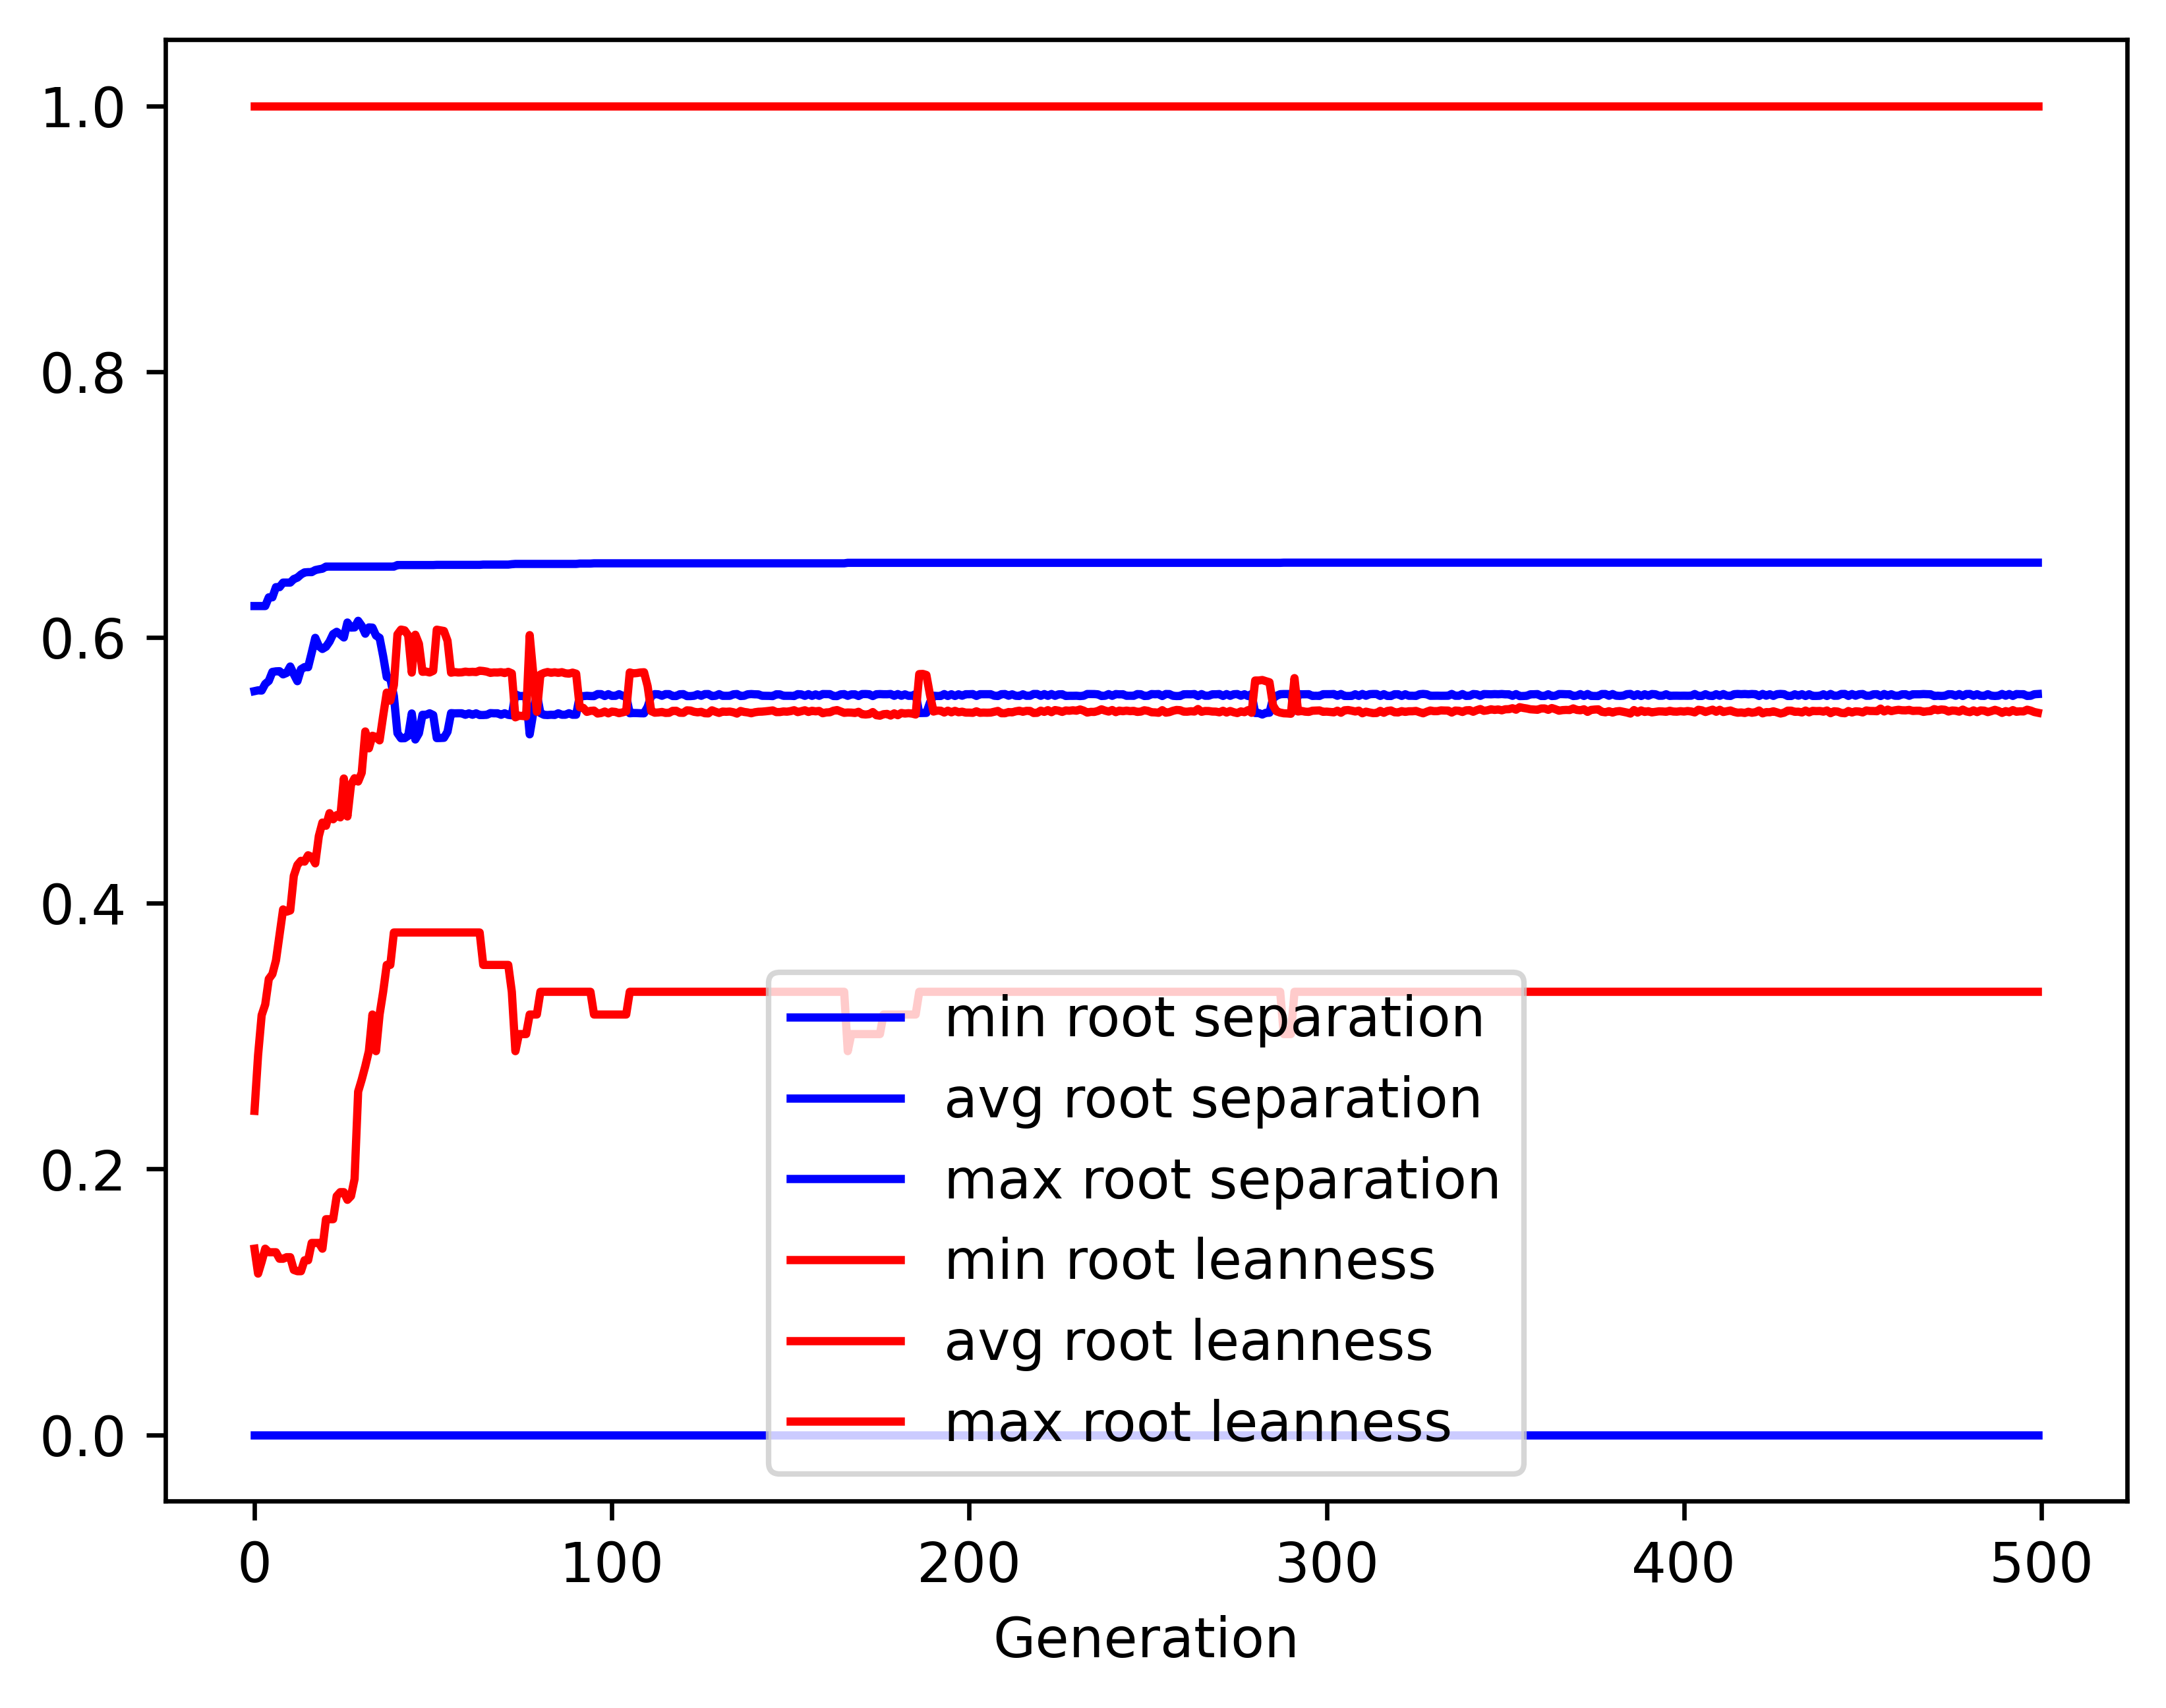 1.0
0.8
0.6
0.4
0.2
0.0
min root separation
avg root separation
max root separation
min root leanness
avg root leanness
max root leanness
0 100 200 300 400 500
Generation